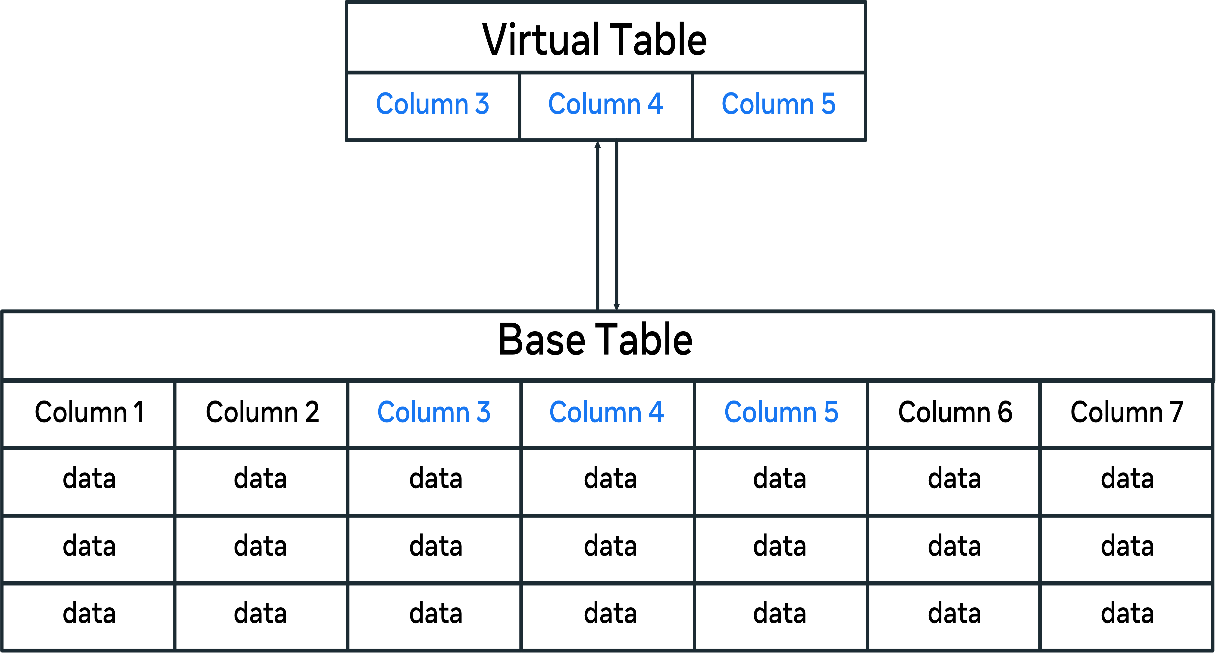 Virtual Table
Column 3 Column 4 Column 5
Base Table
Column 1 Column 2 Column 3 Column 4 Column 5 Column 6 Column 7
data data data data data data data
data data data data data data data
data data data data data data data